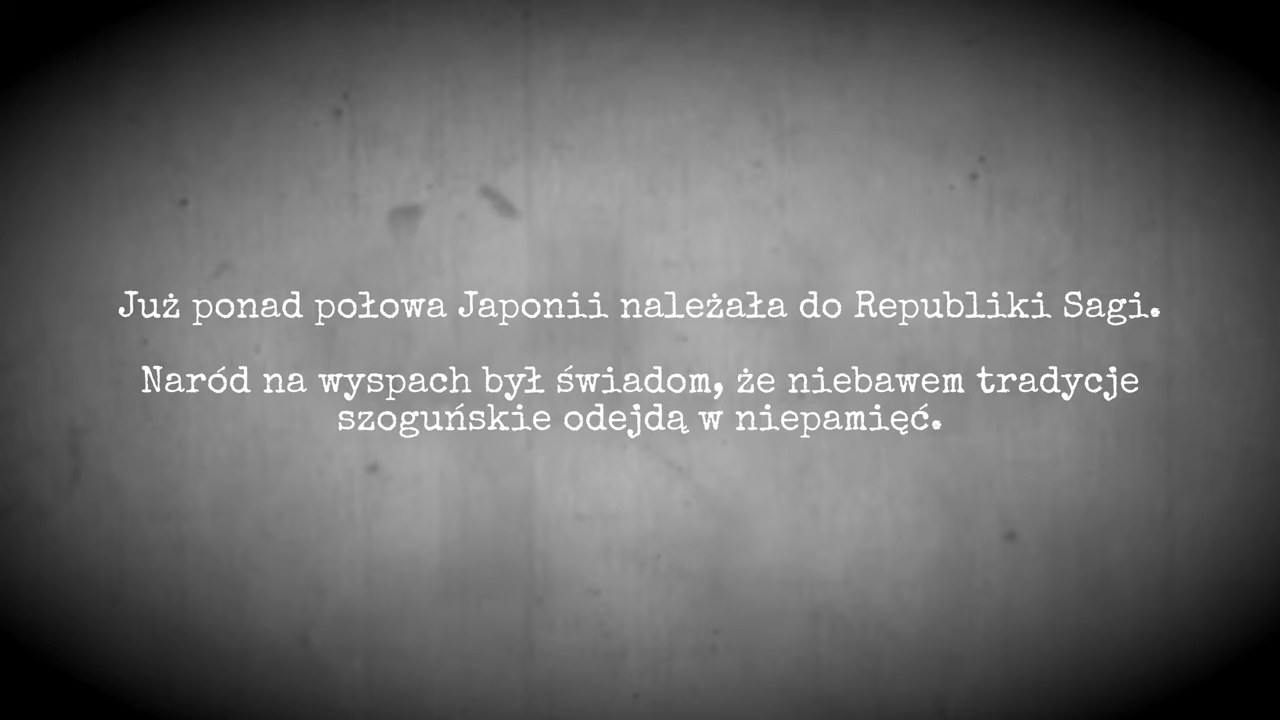 Już ponad połowa Japonii należała do Republiki Sagi.
Naród na wyspach był świadom, że niebawem tradycje
szoguńskie odejdą w niepamięć.